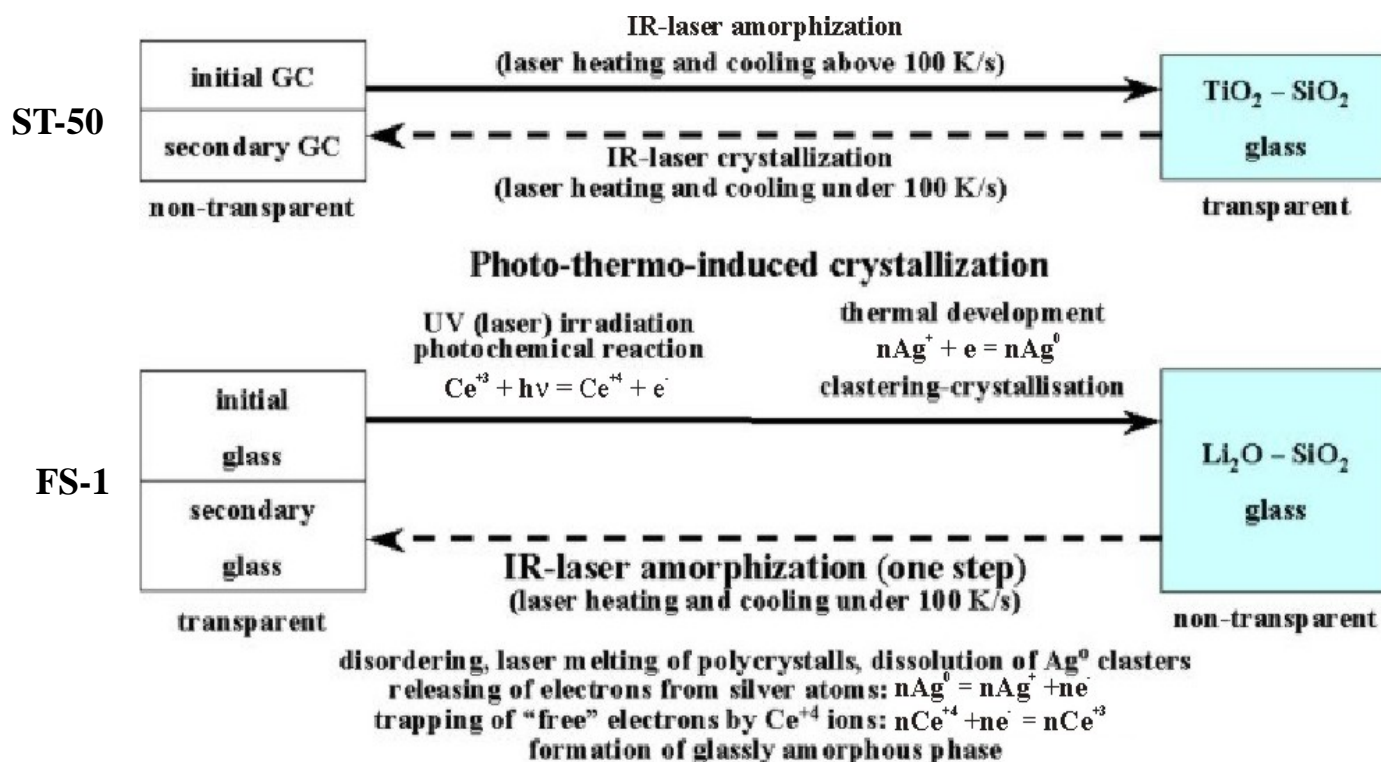 IR-laser amorphization
(laser heating and cooling above 100 K/s)
ST-50
initial GC
secondary GC
non-transparent
TiO₂ – SiO₂
glass
transparent
IR-laser crystallization
(laser heating and cooling under 100 K/s)
Photo-thermo-induced crystallization
UV (laser) irradiation
photochemical reaction
Ce⁺³ + hν = Ce⁺⁴ + e⁻
thermal development
nAg⁺ + e = nAg⁰
clastering-crystallisation
FS-1
initial
glass
secondary
glass
transparent
Li₂O – SiO₂
glass
non-transparent
IR-laser amorphization (one step)
(laser heating and cooling under 100 K/s)
disordering, laser melting of polycrystalls, dissolution of Ag⁰ clasters
releasing of electrons from silver atoms: nAg⁰ = nAg⁺ +ne⁻
trapping of “free” electrons by Ce⁺⁴ ions: nCe⁺⁴ +ne⁻ = nCe⁺³
formation of glassly amorphous phase